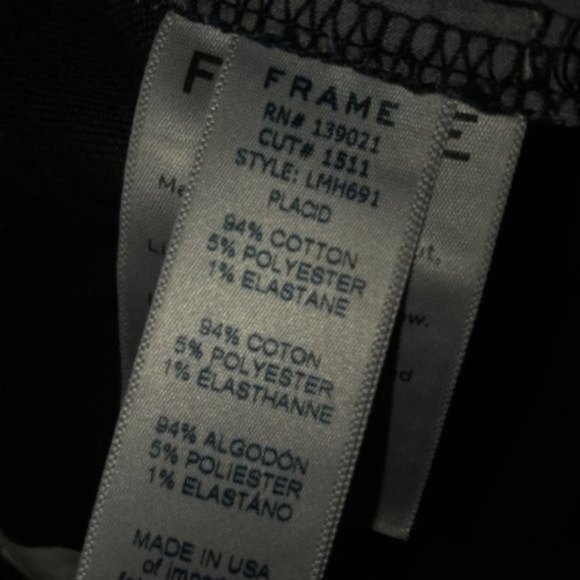 FRAME
RN# 139021
CUT# 1511
STYLE: LMH691
PLACID
94% COTTON
5% POLYESTER
1% ELASTANE
94% COTON
5% POLYESTER
1% ÉLASTHANNE
94% ALGODÓN
5% POLIESTER
1% ELASTANO
MADE IN USA
of